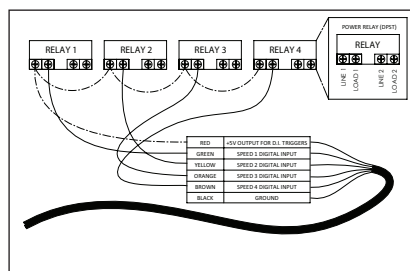 RELAY 1
RELAY 2
RELAY 3
RELAY 4
POWER RELAY (DPST)
RELAY
LINE 1
LOAD 1
LINE 2
LOAD 2
RED +5V OUTPUT FOR D.I. TRIGGERS
GREEN SPEED 1 DIGITAL INPUT
YELLOW SPEED 2 DIGITAL INPUT
ORANGE SPEED 3 DIGITAL INPUT
BROWN SPEED 4 DIGITAL INPUT
BLACK GROUND